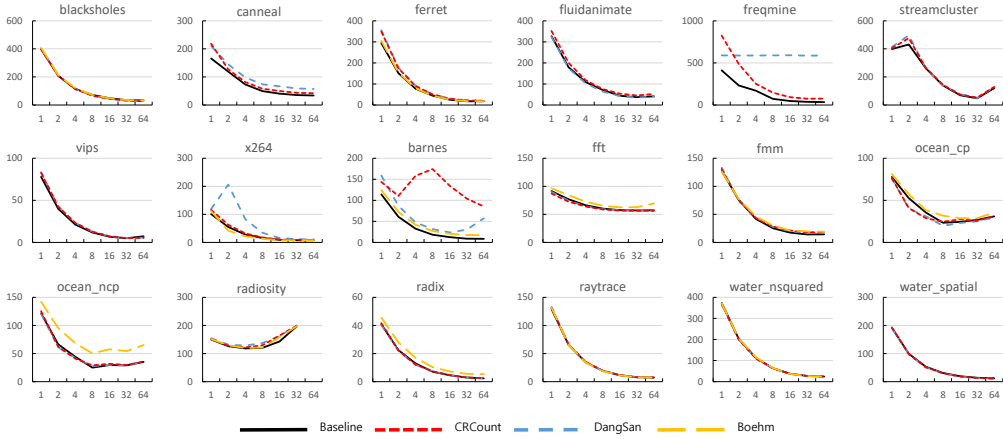 blacksholes canneal ferret fluidanimate freqmine streamcluster
600 300 400 400 1000 600
300
400 200 300 400
200 500
200 100 200 200
100 100
0 0 0 0 0 0
1 2 4 8 16 32 64 1 2 4 8 16 32 64 1 2 4 8 16 32 64 1 2 4 8 16 32 64 1 2 4 8 16 32 64 1 2 4 8 16 32 64
vips x264 barnes fft fmm ocean_cp
100 300 200 200 150 100
150 150
200 100
50 100 100 50
100 50 50 50
0 0 0 0 0 0
1 2 4 8 16 32 64 1 2 4 8 16 32 64 1 2 4 8 16 32 64 1 2 4 8 16 32 64 1 2 4 8 16 32 64 1 2 4 8 16 32 64
ocean_ncp radiosity radix raytrace water_nsquared water_spatial
150 300 60 150 400 300
300
100 200 40 100 200
200
50 100 20 50 100 100
0 0 0 0 0 0
1 2 4 8 16 32 64 1 2 4 8 16 32 64 1 2 4 8 16 32 64 1 2 4 8 16 32 64 1 2 4 8 16 32 64 1 2 4 8 16 32 64
Baseline CRCount DangSan Boehm